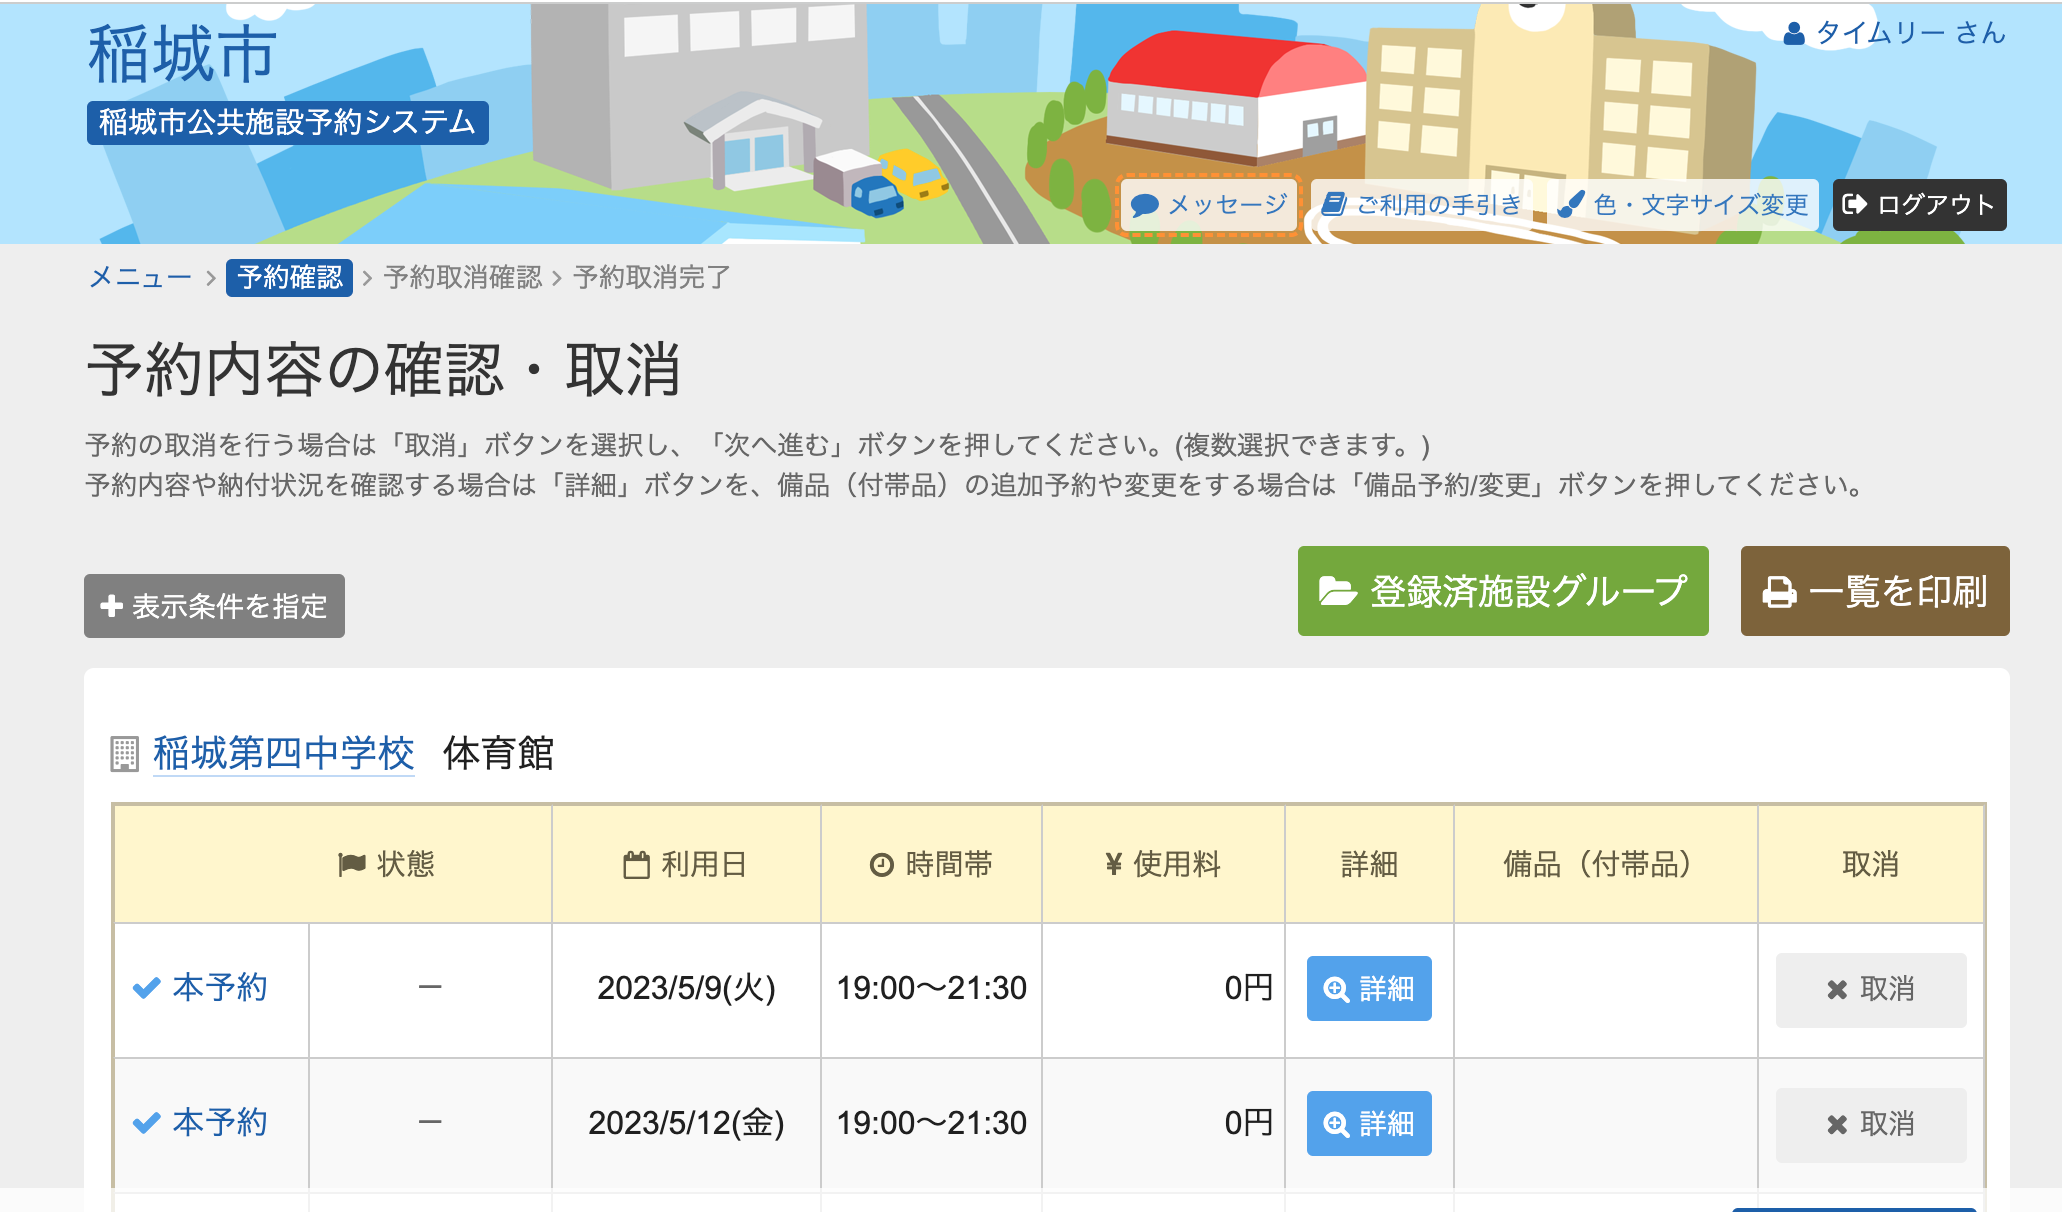 稲城市
稲城市公共施設予約システム
タイムリー さん
メッセージ ご利用の手引き 色・文字サイズ変更 ログアウト
メニュー > 予約確認 > 予約取消確認 > 予約取消完了
予約内容の確認・取消
予約の取消を行う場合は「取消」ボタンを選択し、「次へ進む」ボタンを押してください。(複数選択できます。)
予約内容や納付状況を確認する場合は「詳細」ボタンを、備品（付帯品）の追加予約や変更をする場合は「備品予約/変更」ボタンを押してください。
表示条件を指定 登録済施設グループ 一覧を印刷
稲城第四中学校 体育館
状態 利用日 時間帯 ¥ 使用料 詳細 備品（付帯品） 取消
本予約 － 2023/5/9(火) 19:00～21:30 0円 詳細 取消
本予約 － 2023/5/12(金) 19:00～21:30 0円 詳細 取消